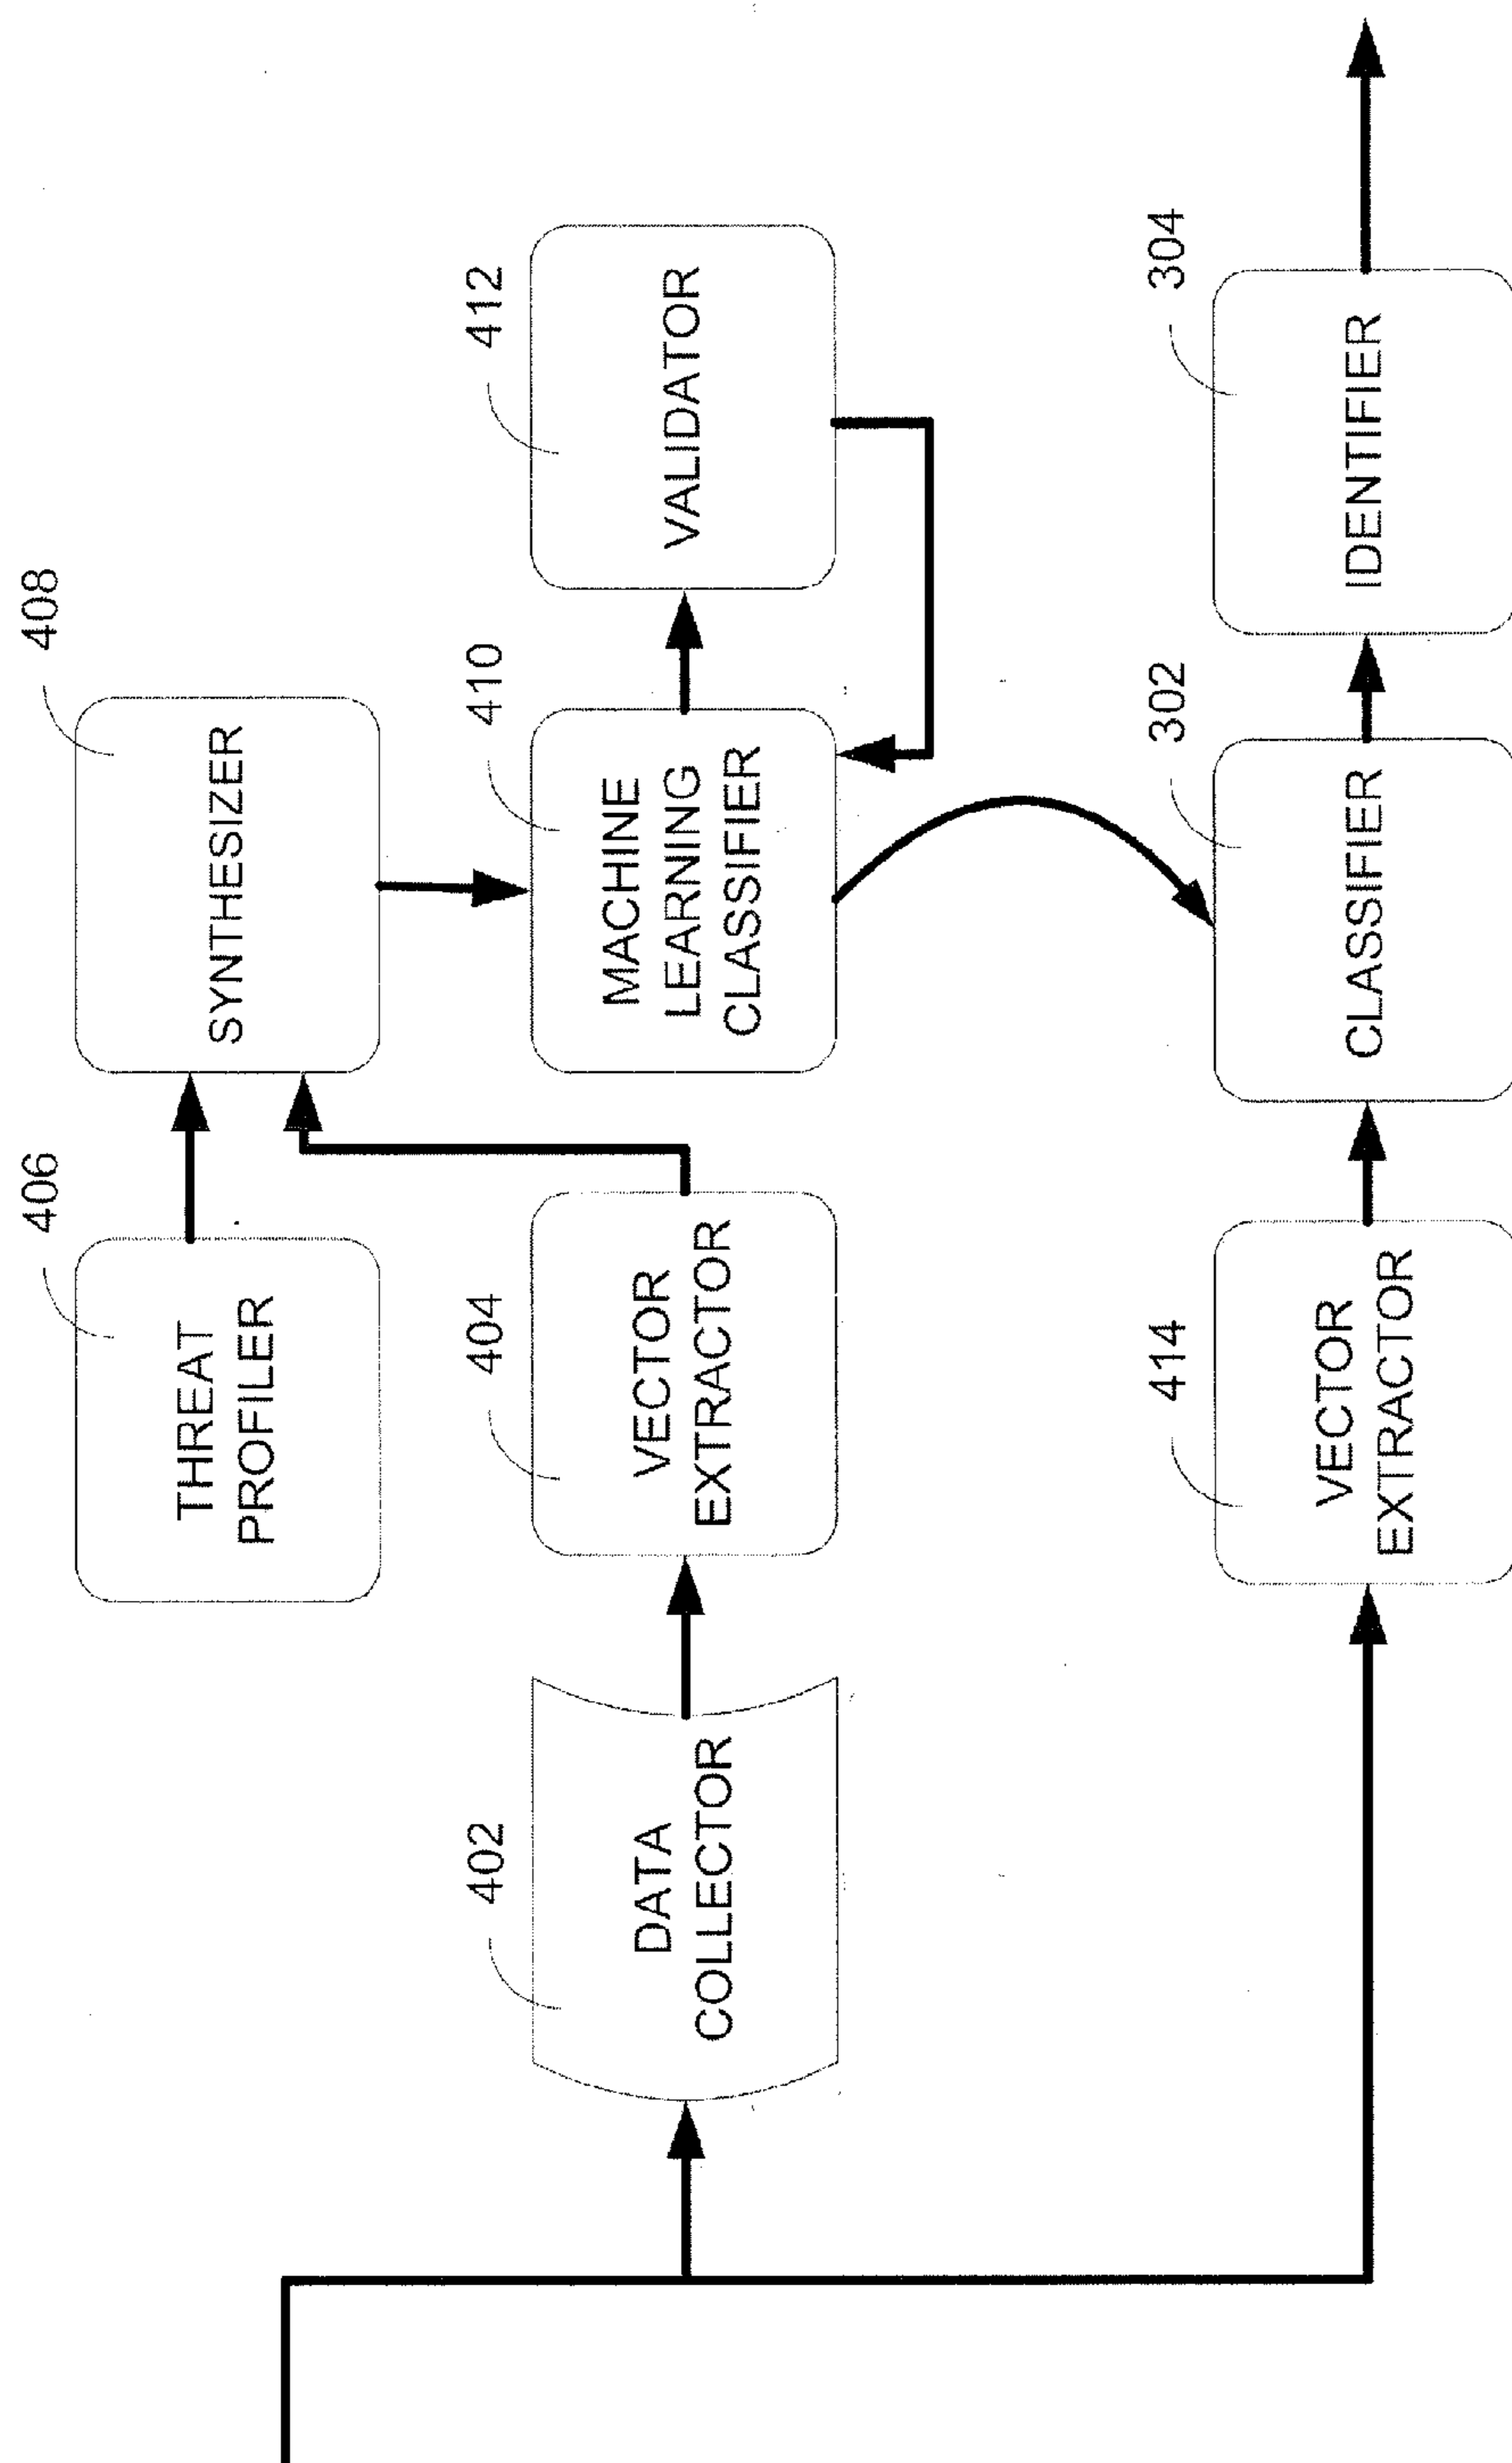 406
THREAT
PROFILER
408
SYNTHESIZER
402
DATA
COLLECTOR
404
VECTOR
EXTRACTOR
410
MACHINE
LEARNING
CLASSIFIER
412
VALIDATOR
414
VECTOR
EXTRACTOR
302
CLASSIFIER
304
IDENTIFIER